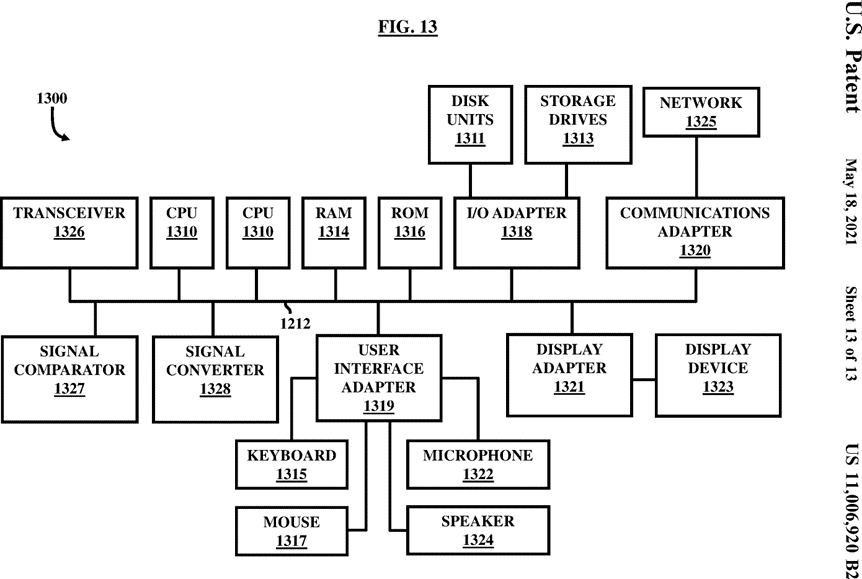 FIG. 13
1300
DISK
UNITS
1311
STORAGE
DRIVES
1313
NETWORK
1325
TRANSCEIVER
1326
CPU
1310
CPU
1310
RAM
1314
ROM
1316
I/O ADAPTER
1318
COMMUNICATIONS
ADAPTER
1320
1212
SIGNAL
COMPARATOR
1327
SIGNAL
CONVERTER
1328
USER
INTERFACE
ADAPTER
1319
DISPLAY
ADAPTER
1321
DISPLAY
DEVICE
1323
KEYBOARD
1315
MICROPHONE
1322
MOUSE
1317
SPEAKER
1324
U.S. Patent
May 18, 2021
Sheet 13 of 13
US 11,006,920 B2